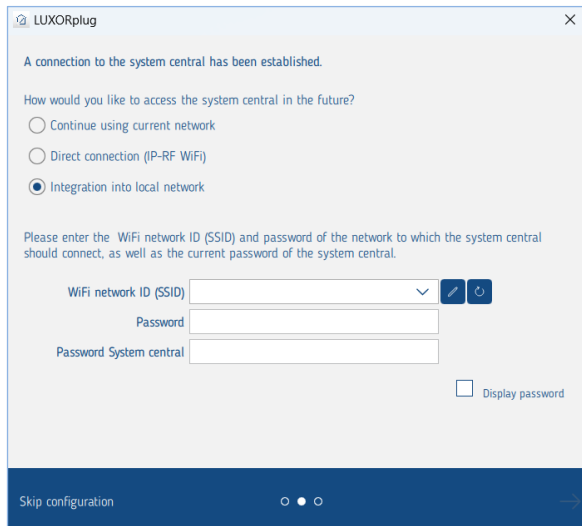 LUXORplug
A connection to the system central has been established.
How would you like to access the system central in the future?
Continue using current network
Direct connection (IP-RF WiFi)
Integration into local network
Please enter the WiFi network ID (SSID) and password of the network to which the system central
should connect, as well as the current password of the system central.
WiFi network ID (SSID)
Password
Password System central
Display password
Skip configuration